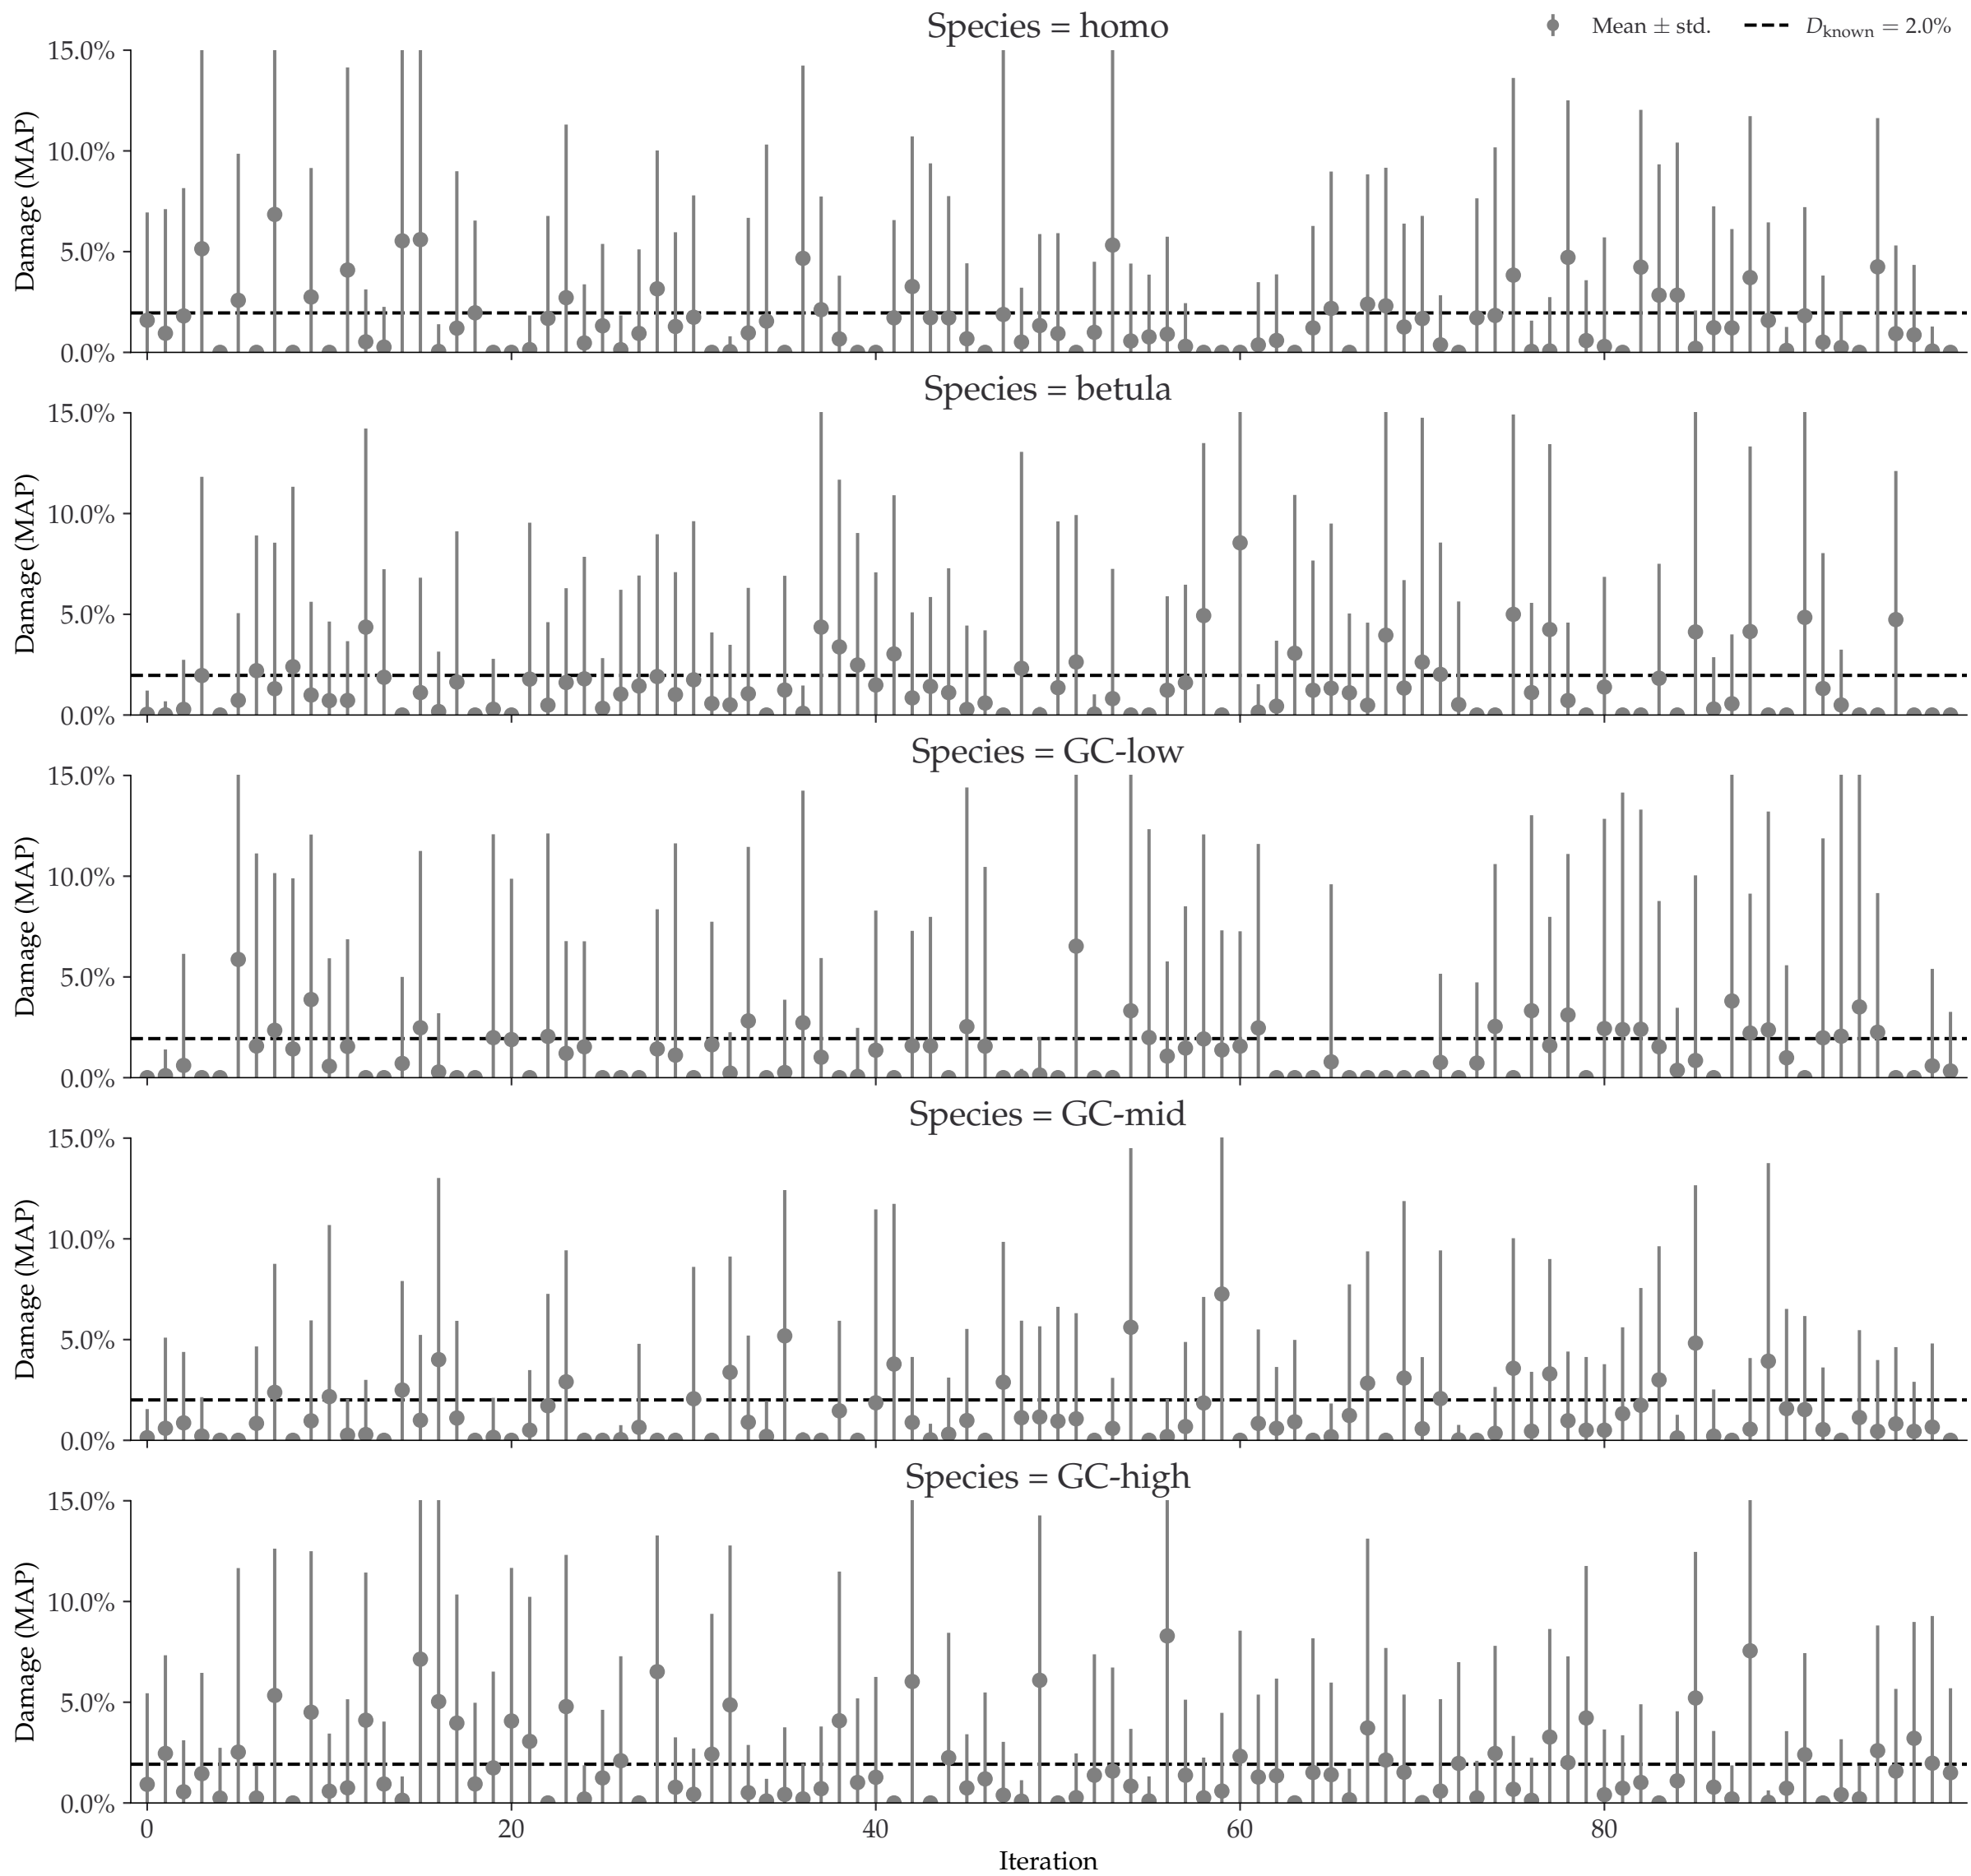 Species = homo
Mean ± std.
D_known = 2.0%
15.0%
10.0%
5.0%
0.0%
Damage (MAP)
Species = betula
15.0%
10.0%
5.0%
0.0%
Damage (MAP)
Species = GC-low
15.0%
10.0%
5.0%
0.0%
Damage (MAP)
Species = GC-mid
15.0%
10.0%
5.0%
0.0%
Damage (MAP)
Species = GC-high
15.0%
10.0%
5.0%
0.0%
Damage (MAP)
0 20 40 60 80
Iteration